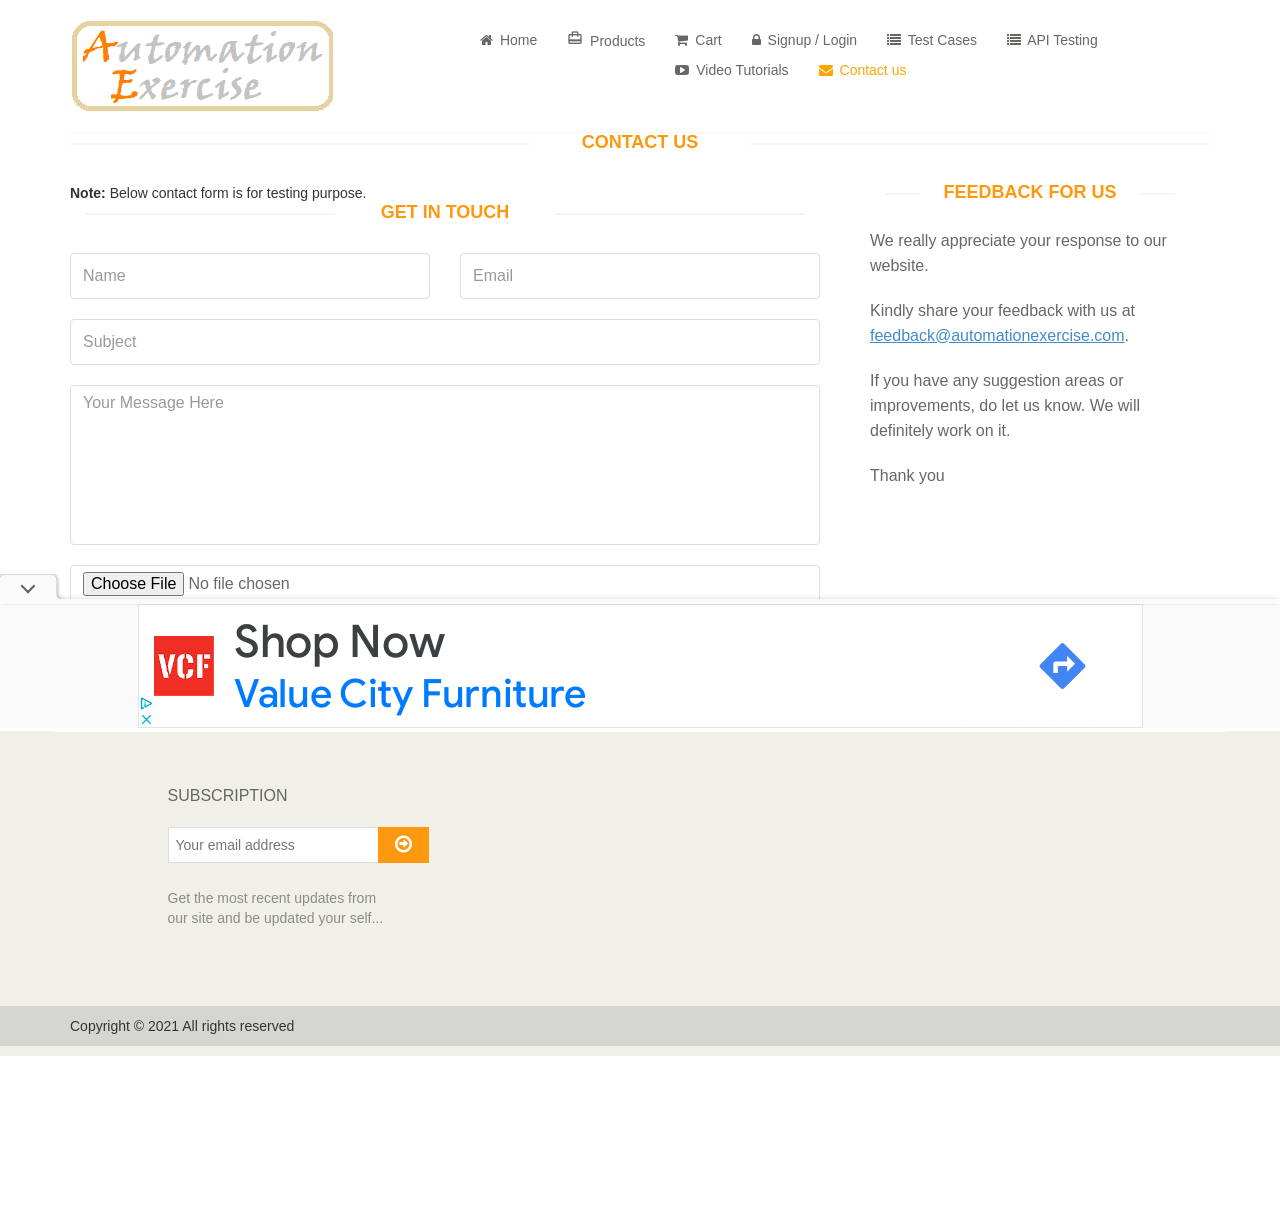 Automation
Exercise
Home
Products
Cart
Signup / Login
Test Cases
API Testing
Video Tutorials
Contact us
CONTACT US
Note: Below contact form is for testing purpose.
GET IN TOUCH
Name
Email
Subject
Your Message Here
Choose File No file chosen
FEEDBACK FOR US
We really appreciate your response to our
website.
Kindly share your feedback with us at
feedback@automationexercise.com.
If you have any suggestion areas or
improvements, do let us know. We will
definitely work on it.
Thank you
VCF
Shop Now
Value City Furniture
SUBSCRIPTION
Your email address
Get the most recent updates from
our site and be updated your self...
Copyright © 2021 All rights reserved